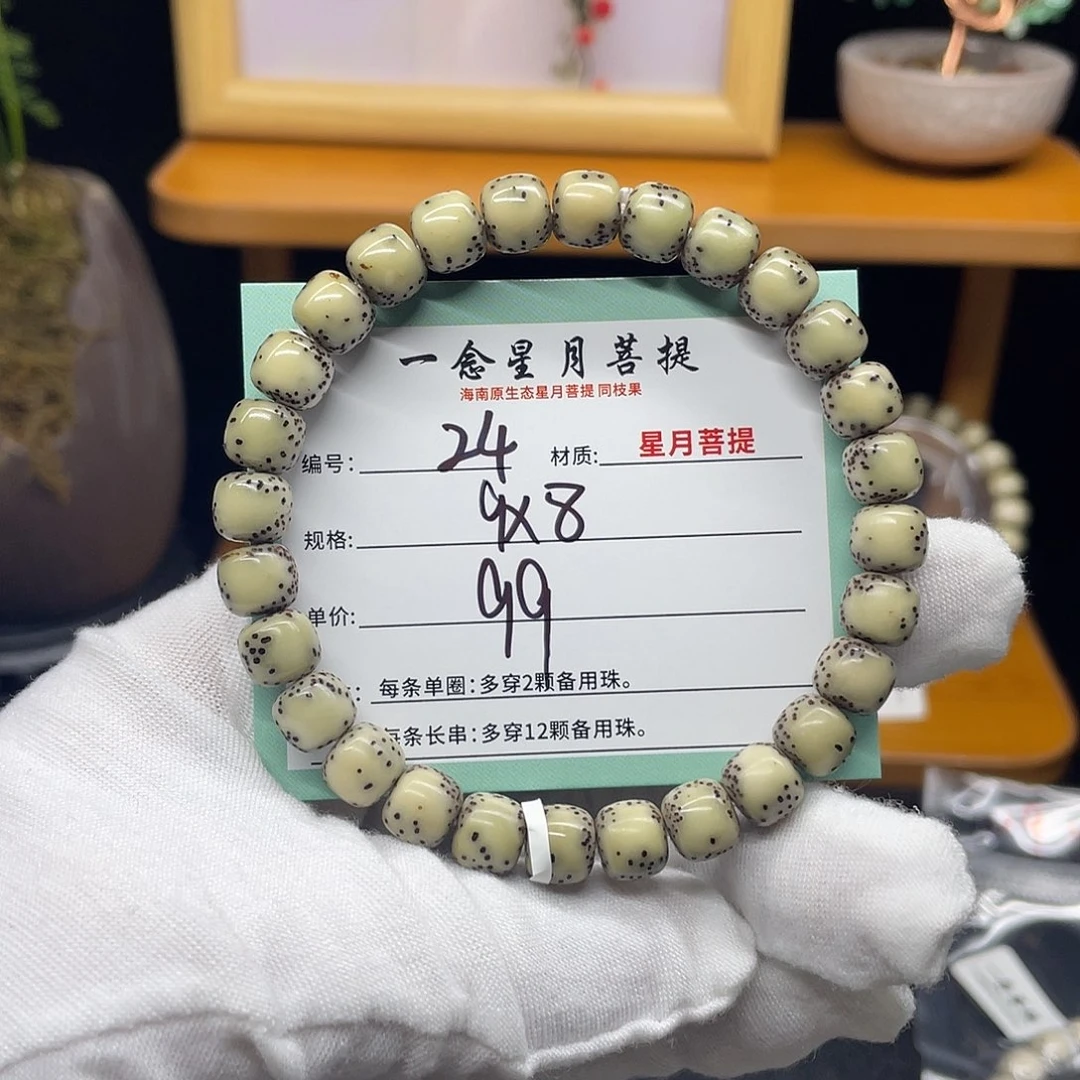 一念星月菩提
海南原生态星月菩提 同枝果
编号: 24 材质: 星月菩提
规格: 9x8
单价: 99
: 每条单圈:多穿2颗备用珠。
每条长串:多穿12颗备用珠。